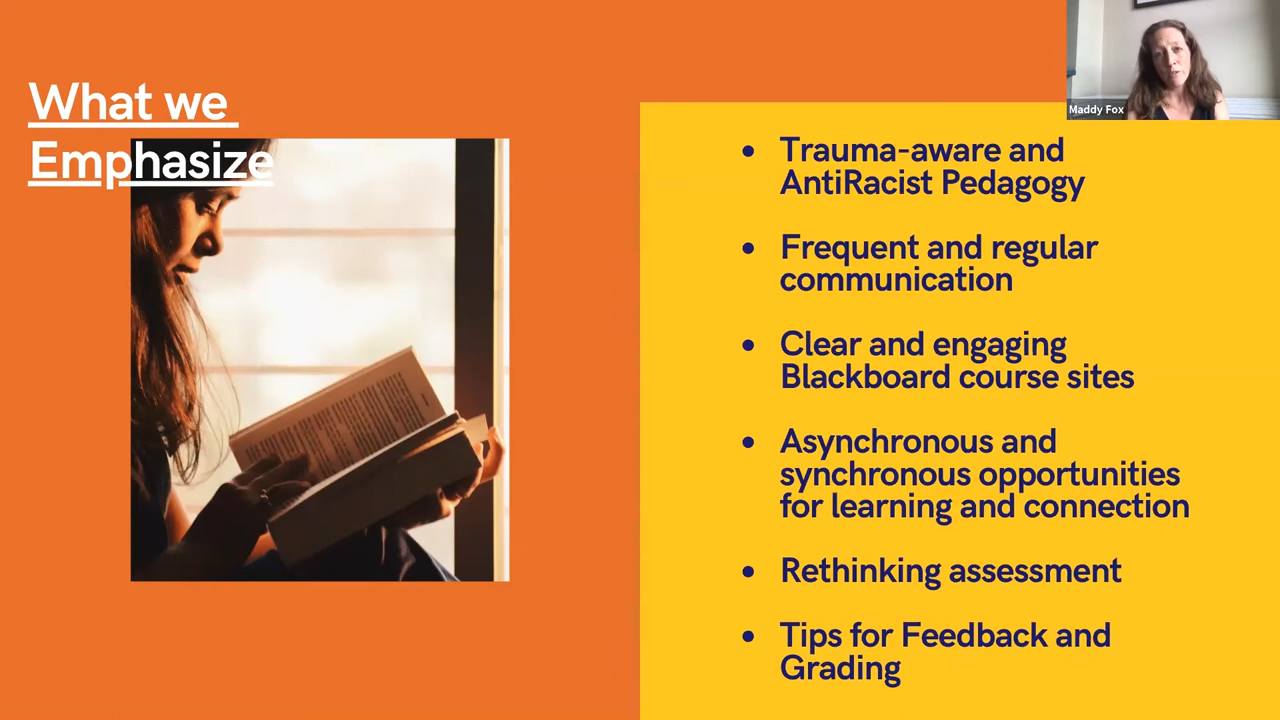 What we
Emphasize
Maddy Fox
• Trauma-aware and
AntiRacist Pedagogy
• Frequent and regular
communication
• Clear and engaging
Blackboard course sites
• Asynchronous and
synchronous opportunities
for learning and connection
• Rethinking assessment
• Tips for Feedback and
Grading